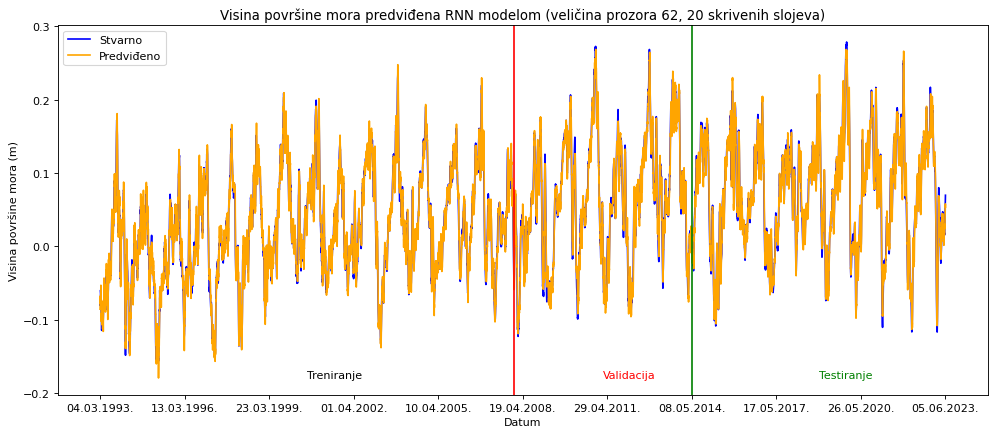 Visina površine mora predviđena RNN modelom (veličina prozora 62, 20 skrivenih slojeva)
Stvarno
Predviđeno
Visina površine mora (m)
0.3
0.2
0.1
0.0
−0.1
−0.2
Treniranje
Validacija
Testiranje
04.03.1993. 13.03.1996. 23.03.1999. 01.04.2002. 10.04.2005. 19.04.2008. 29.04.2011. 08.05.2014. 17.05.2017. 26.05.2020. 05.06.2023.
Datum